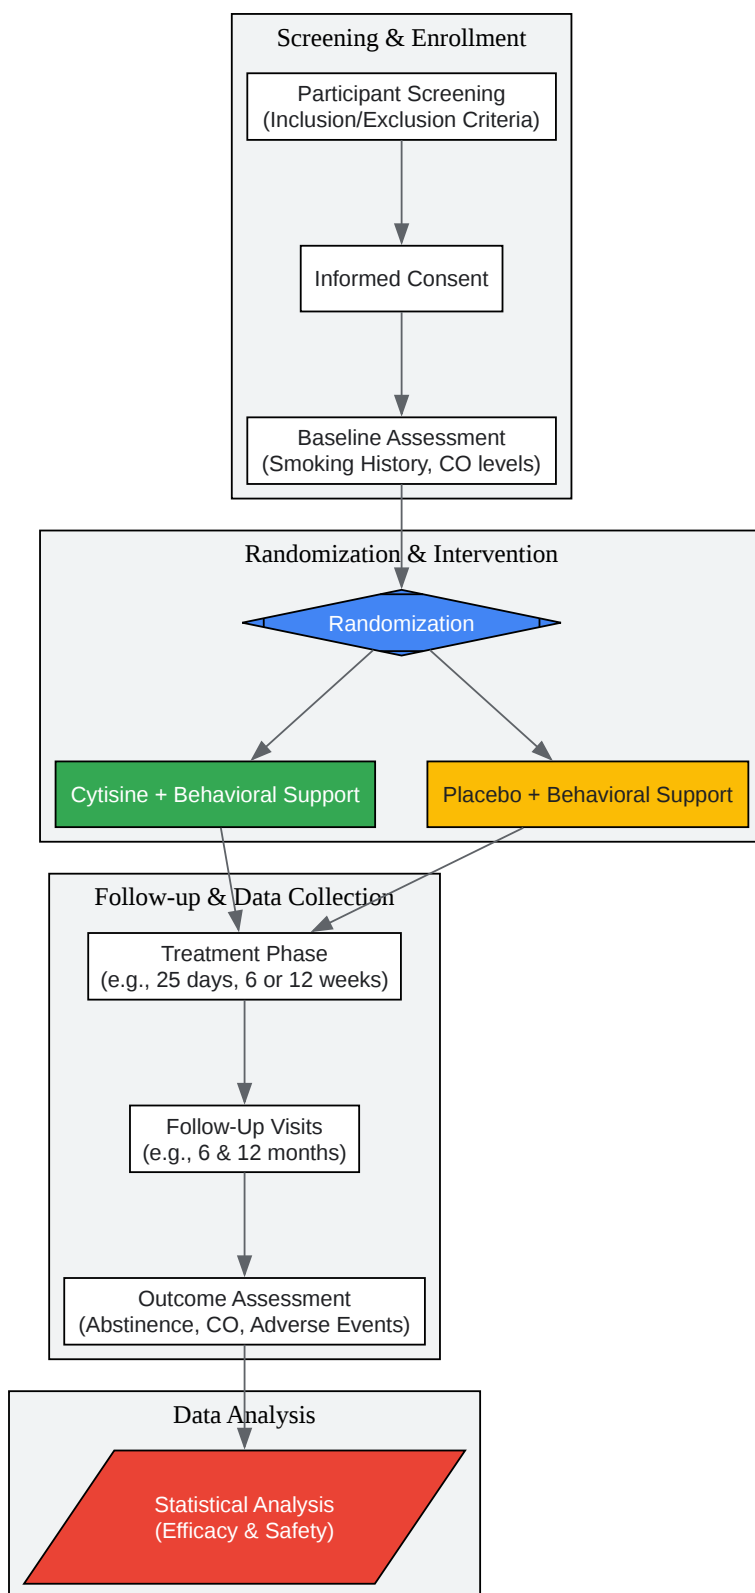 Screening & Enrollment
Participant Screening
(Inclusion/Exclusion Criteria)
Informed Consent
Baseline Assessment
(Smoking History, CO levels)
Randomization & Intervention
Randomization
Cytisine + Behavioral Support
Placebo + Behavioral Support
Follow-up & Data Collection
Treatment Phase
(e.g., 25 days, 6 or 12 weeks)
Follow-Up Visits
(e.g., 6 & 12 months)
Outcome Assessment
(Abstinence, CO, Adverse Events)
Data Analysis
Statistical Analysis
(Efficacy & Safety)